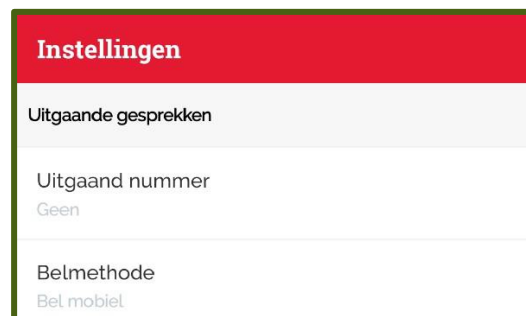 Instellingen
Uitgaande gesprekken
Uitgaand nummer
Geen
Belmethode
Bel mobiel